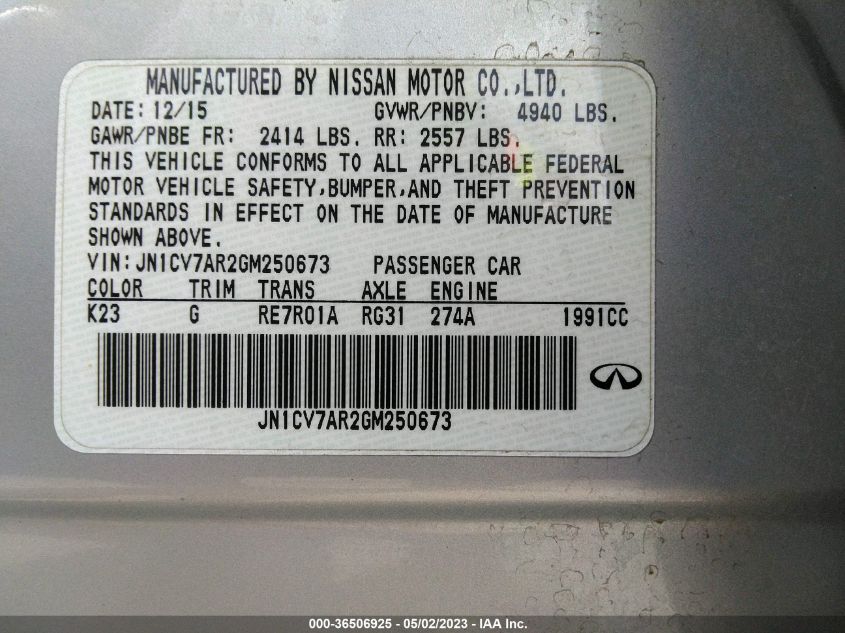 MANUFACTURED BY NISSAN MOTOR CO.,LTD.
DATE: 12/15 GVWR/PNBV: 4940 LBS.
GAWR/PNBE FR: 2414 LBS. RR: 2557 LBS.
THIS VEHICLE CONFORMS TO ALL APPLICABLE FEDERAL
MOTOR VEHICLE SAFETY,BUMPER,AND THEFT PREVENTION
STANDARDS IN EFFECT ON THE DATE OF MANUFACTURE
SHOWN ABOVE.
VIN:JN1CV7AR2GM250673 PASSENGER CAR
COLOR TRIM TRANS AXLE ENGINE
K23 G RE7R01A RG31 274A 1991CC
JN1CV7AR2GM250673
000-36506925 - 05/02/2023 - IAA Inc.